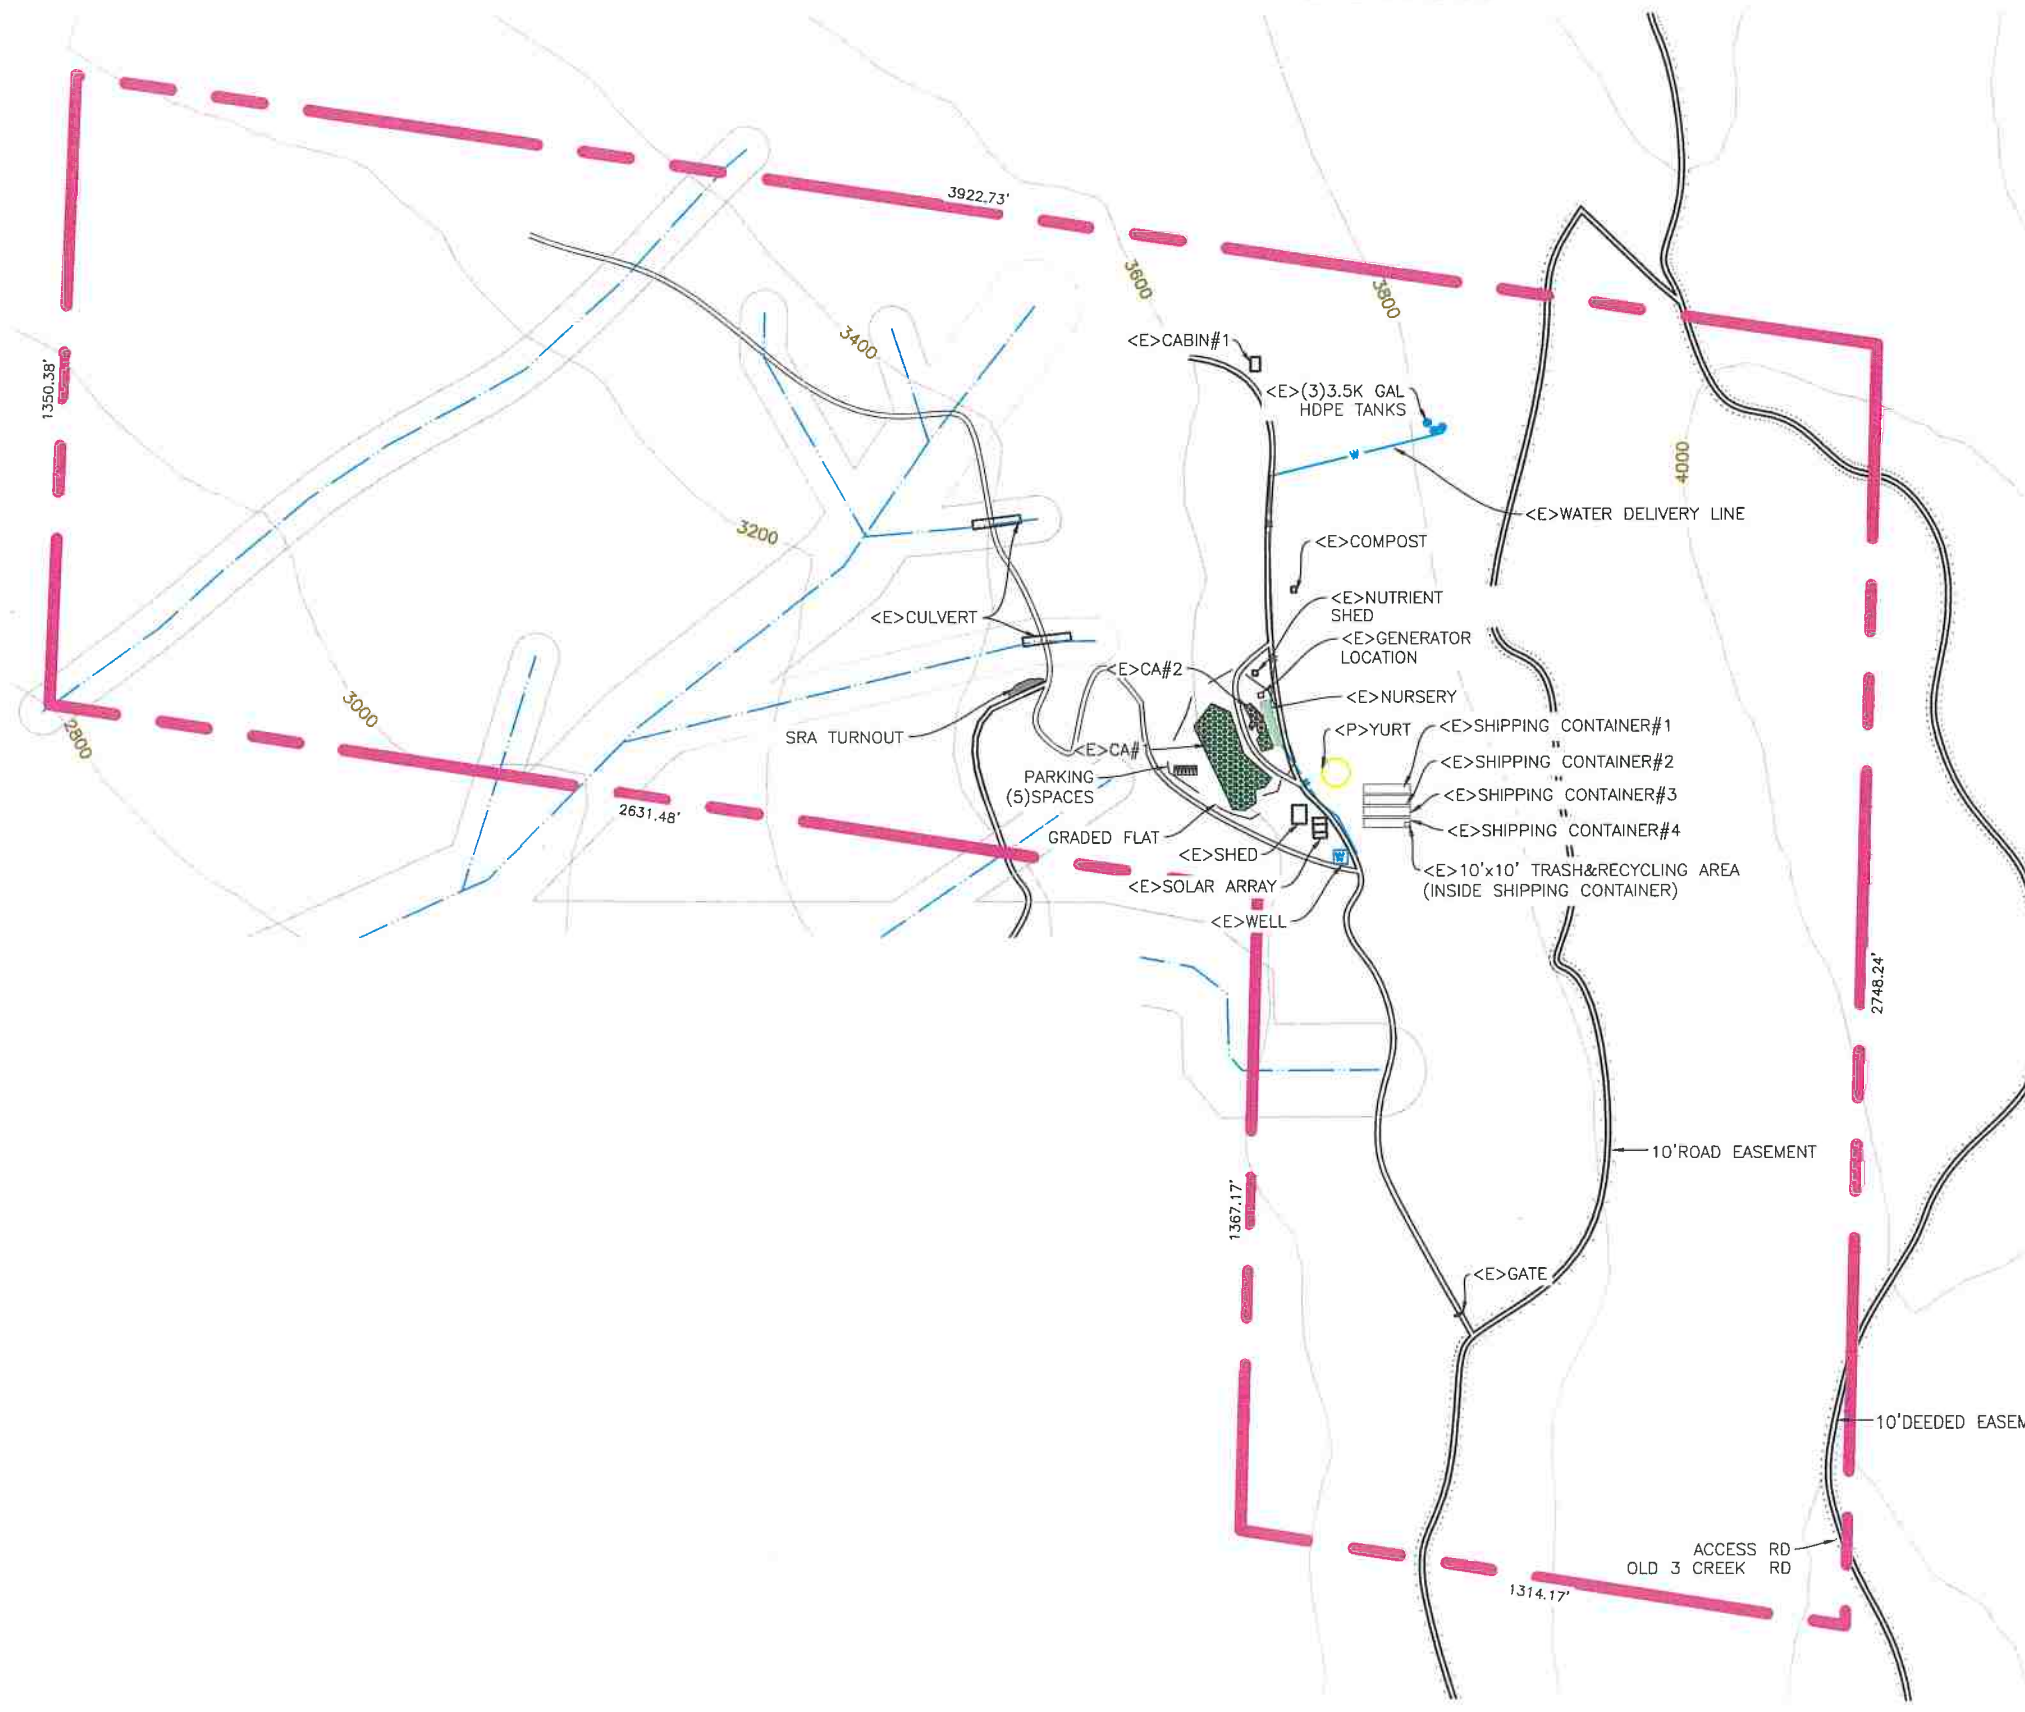 3922.73'
3600
3800
<E>CABIN#1
3400
1350.38'
<E>(3)3.5K GAL
HDPE TANKS
W
4000
<E>WATER DELIVERY LINE
3200
<E>COMPOST
<E>NUTRIENT
SHED
<E>CULVERT
<E>GENERATOR
LOCATION
<E>CA#2
<E>NURSERY
3000
2800
SRA TURNOUT
<P>YURT
<E>SHIPPING CONTAINER#1
<E>CA#1
<E>SHIPPING CONTAINER#2
PARKING
(5)SPACES
W
<E>SHIPPING CONTAINER#3
2631.48'
GRADED FLAT
<E>SHIPPING CONTAINER#4
<E>SHED
W
<E>10'x10' TRASH&RECYCLING AREA
(INSIDE SHIPPING CONTAINER)
<E>SOLAR ARRAY
<E>WELL
2748.24'
10'ROAD EASEMENT
1367.17'
<E>GATE
10'DEEDED EASEM
ACCESS RD
OLD 3 CREEK RD
1314.17'